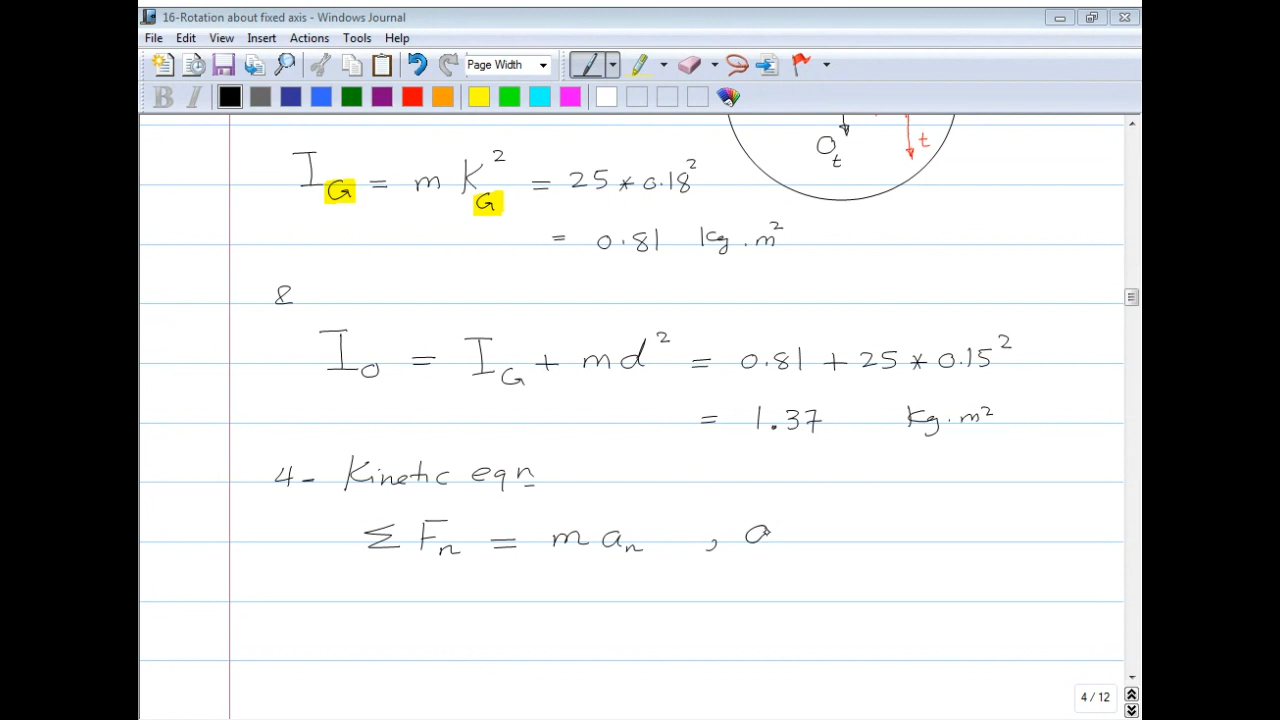 16-Rotation about fixed axis - Windows Journal
File Edit View Insert Actions Tools Help
Page Width
B I
O_t
t
I_G = m K_G^2 = 25 * 0.18^2
= 0.81 kg.m^2
&
I_O = I_G + md^2 = 0.81 + 25 * 0.15^2
= 1.37 kg.m^2
4- Kinetic eqn
Σ F_n = m a_n , a
4 / 12